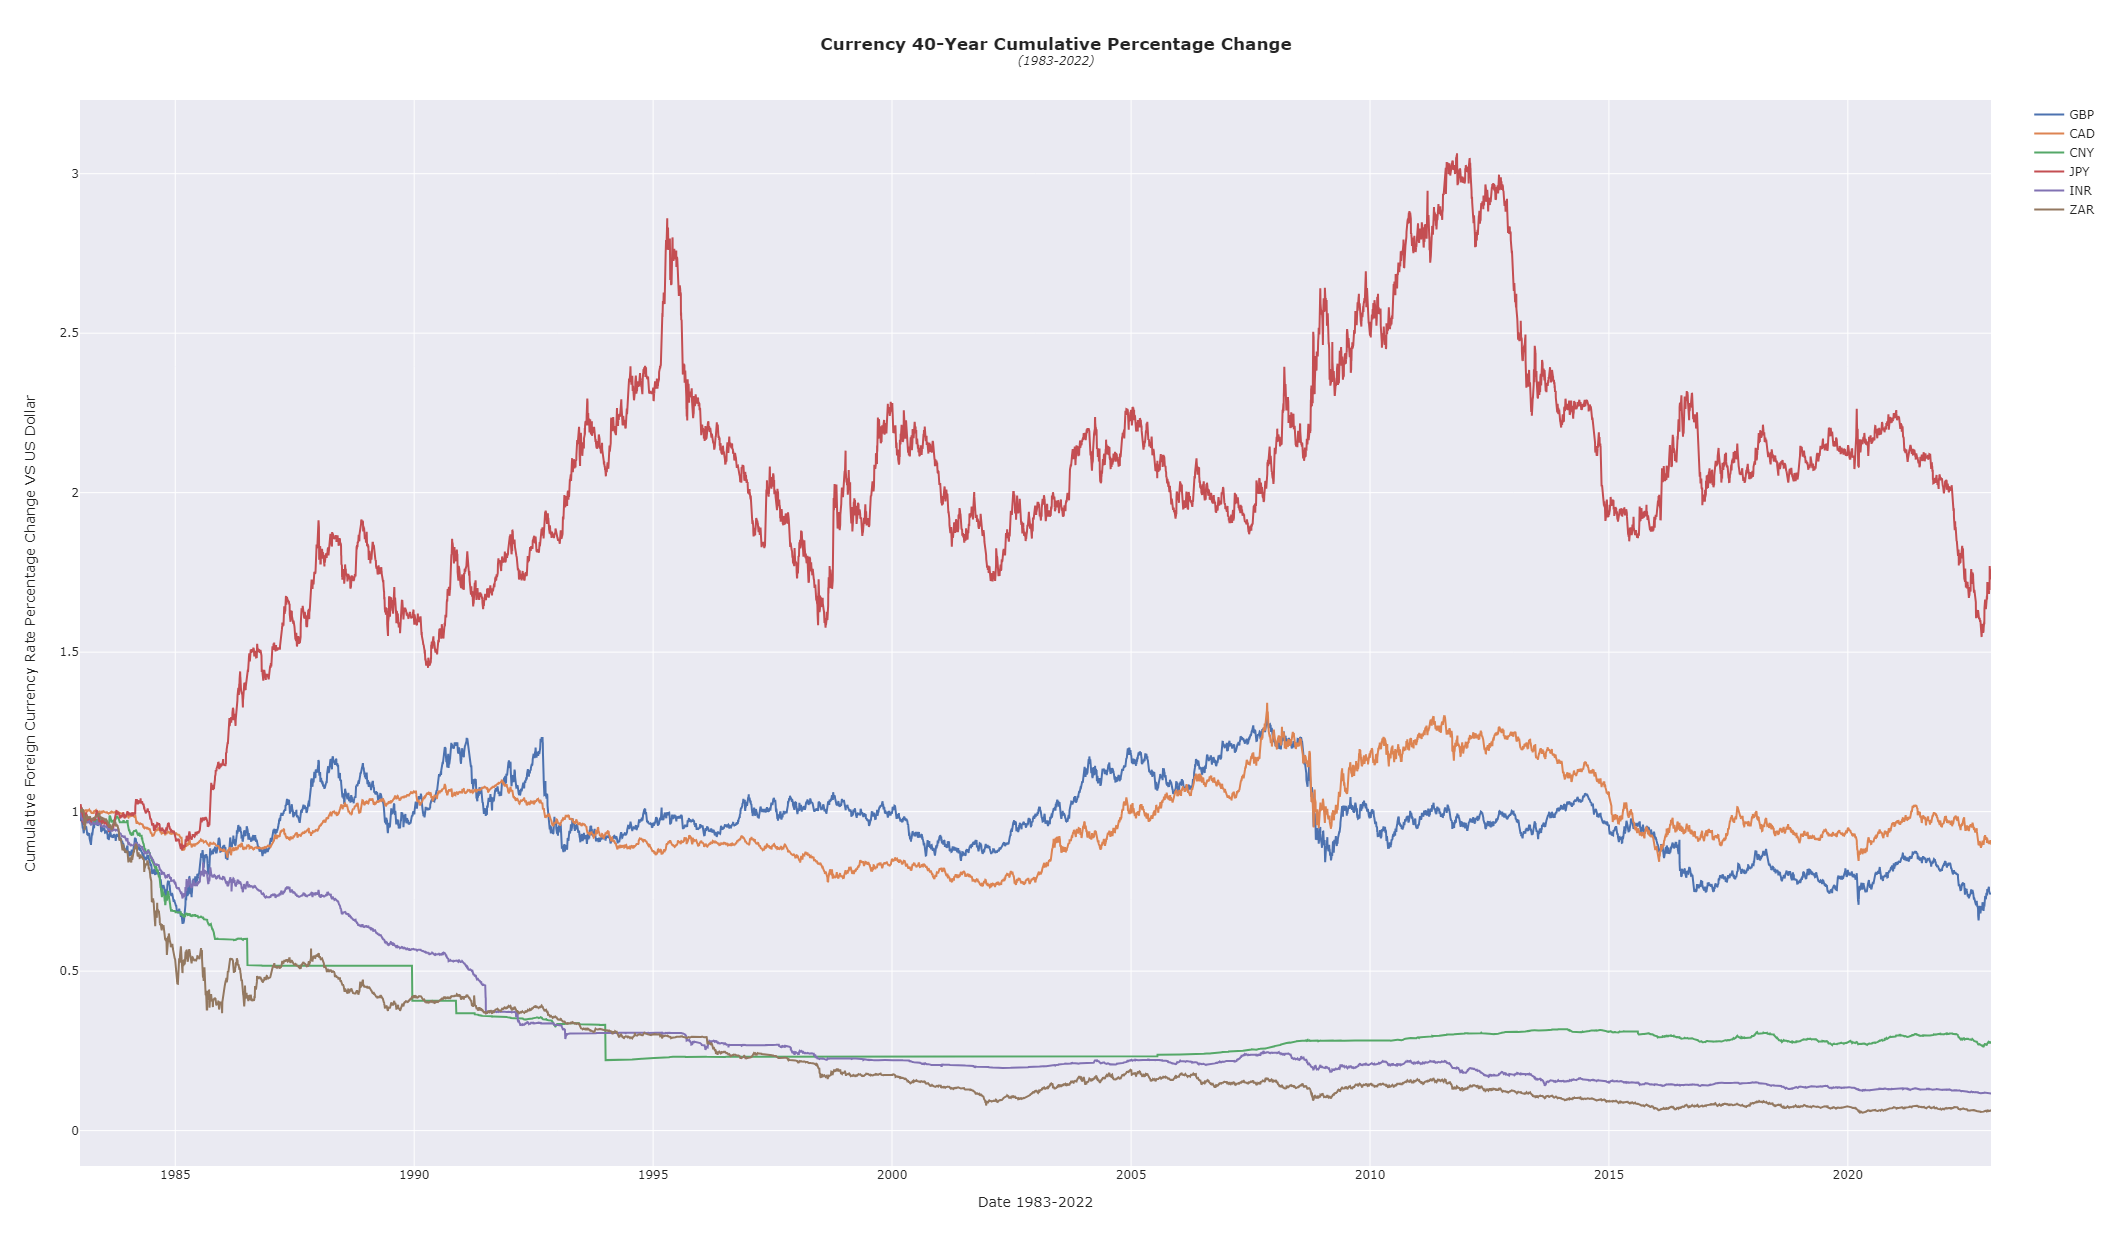 Currency 40-Year Cumulative Percentage Change
(1983-2022)
GBP
CAD
CNY
JPY
INR
ZAR
Cumulative Foreign Currency Rate Percentage Change VS US Dollar
3
2.5
2
1.5
1
0.5
0
1985
1990
1995
2000
2005
2010
2015
2020
Date 1983-2022